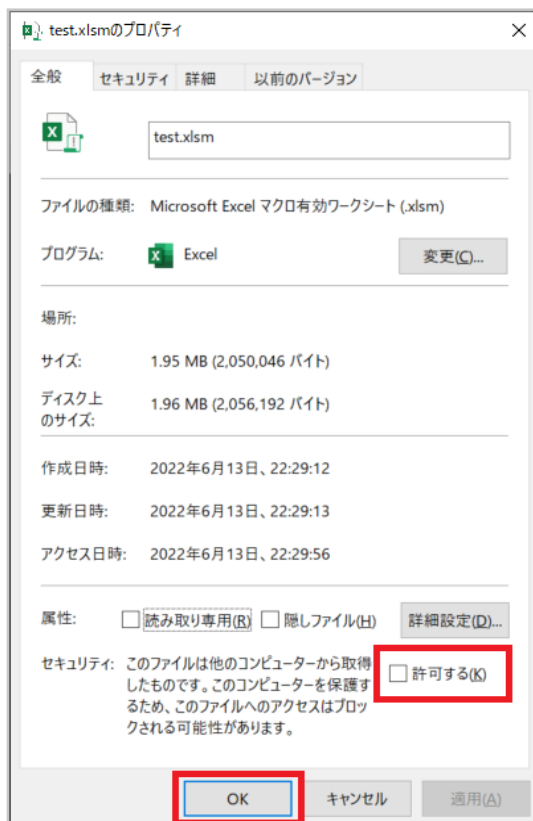 test.xlsmのプロパティ
全般 セキュリティ 詳細 以前のバージョン
test.xlsm
ファイルの種類: Microsoft Excel マクロ有効ワークシート (.xlsm)
プログラム: Excel 変更(C)...
場所:
サイズ: 1.95 MB (2,050,046 バイト)
ディスク上
のサイズ: 1.96 MB (2,056,192 バイト)
作成日時: 2022年6月13日、22:29:12
更新日時: 2022年6月13日、22:29:13
アクセス日時: 2022年6月13日、22:29:56
属性: 読み取り専用(R) 隠しファイル(H) 詳細設定(D)...
セキュリティ: このファイルは他のコンピューターから取得 許可する(K)
したものです。このコンピューターを保護す
るため、このファイルへのアクセスはブロッ
クされる可能性があります。
OK キャンセル 適用(A)